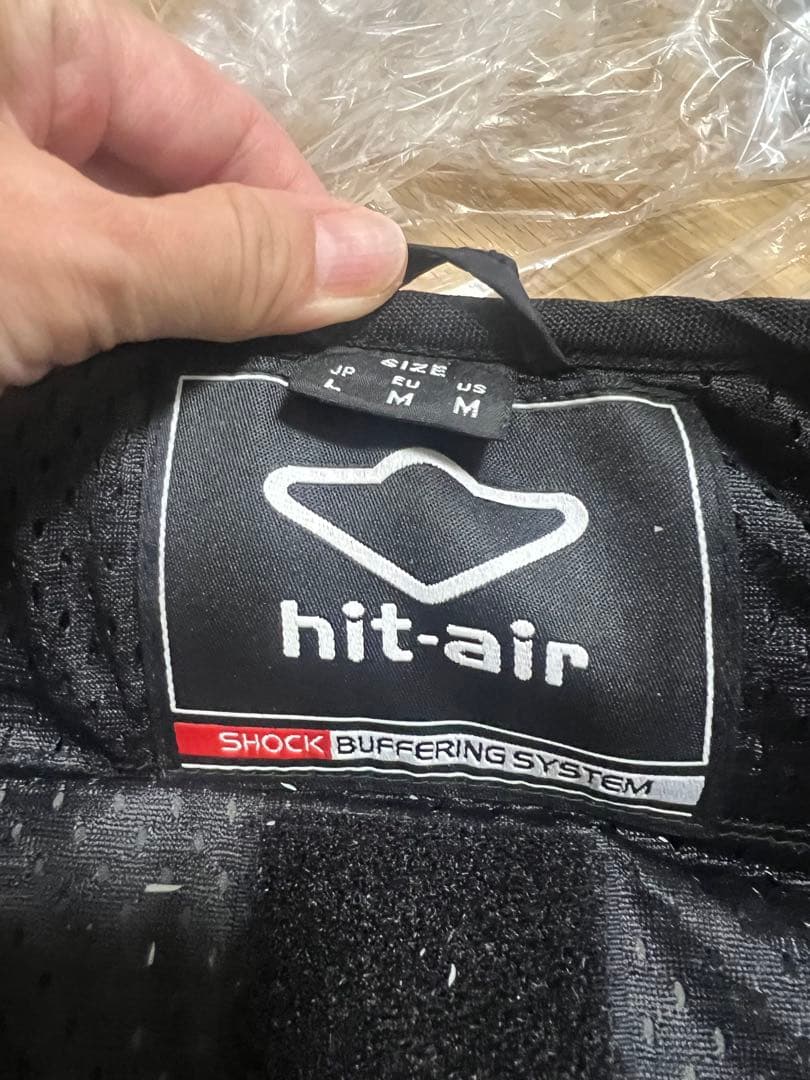 SIZE
JP EU US
L M M
hit-air
SHOCK BUFFERING SYSTEM